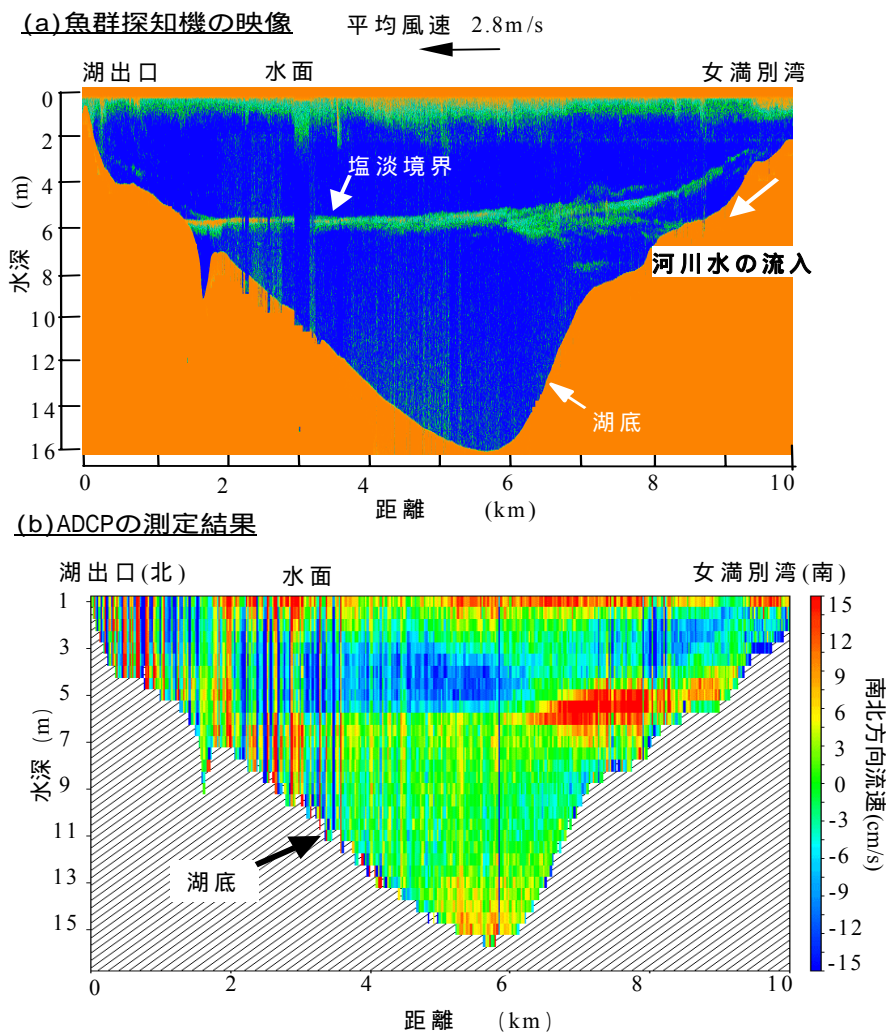 (a)魚群探知機の映像 平均風速 2.8m/s
湖出口 水面 女満別湾
0
2
塩淡境界
4
6
河川水の流入
8
10
12
14
湖底
16
水深 (m)
0 2 4 6 8 10
距離 (km)
(b)ADCPの測定結果
湖出口(北) 水面 女満別湾(南)
1 15
12
3
9
5 6
3
7
0
9 -3
-6
11
-9
湖底
13
-12
15
-15
水深 (m)
南北方向流速(cm/s)
0 2 4 6 8 10
距離 (km)